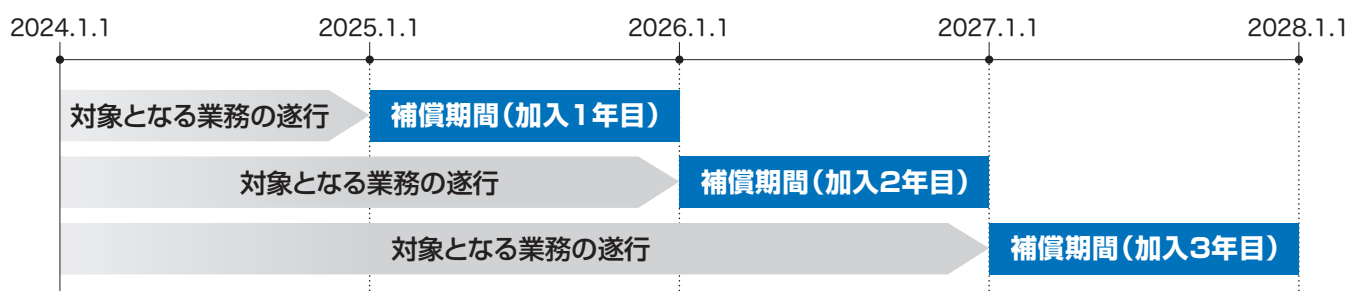 2024.1.1 2025.1.1 2026.1.1 2027.1.1 2028.1.1
対象となる業務の遂行 補償期間(加入1年目)
対象となる業務の遂行 補償期間(加入2年目)
対象となる業務の遂行 補償期間(加入3年目)